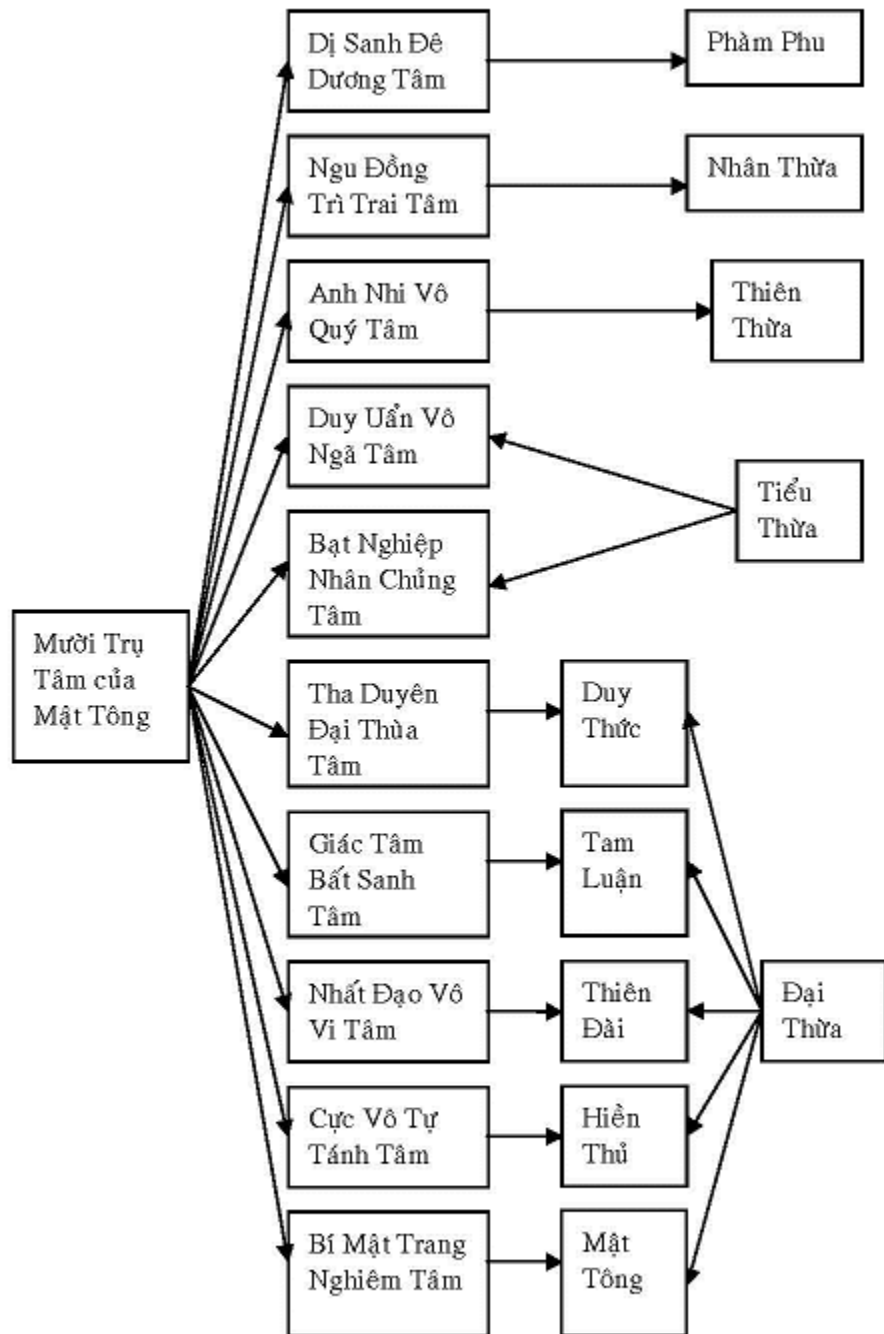 Dị Sanh Đê
Dương Tâm
Phàm Phu
Ngu Đồng
Trì Trai Tâm
Nhân Thừa
Anh Nhi Vô
Quý Tâm
Thiên
Thừa
Duy Uẩn Vô
Ngã Tâm
Tiểu
Thừa
Bạt Nghiệp
Nhân Chủng
Tâm
Mười Trụ
Tâm của
Mật Tông
Tha Duyên
Đại Thùa
Tâm
Duy
Thức
Giác Tâm
Bất Sanh
Tâm
Tam
Luận
Nhất Đạo Vô
Vi Tâm
Thiên
Đài
Đại
Thừa
Cực Vô Tự
Tánh Tâm
Hiền
Thủ
Bí Mật Trang
Nghiêm Tâm
Mật
Tông